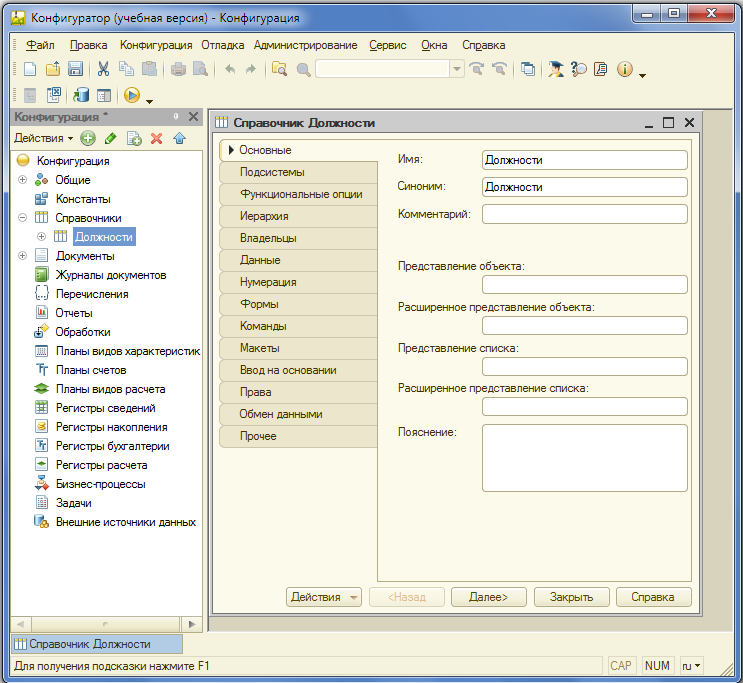 Конфигуратор (учебная версия) - Конфигурация
Файл Правка Конфигурация Отладка Администрирование Сервис Окна Справка
Конфигурация *
Действия
Конфигурация
Общие
Константы
Справочники
Должности
Документы
Журналы документов
Перечисления
Отчеты
Обработки
Планы видов характеристик
Планы счетов
Планы видов расчета
Регистры сведений
Регистры накопления
Регистры бухгалтерии
Регистры расчета
Бизнес-процессы
Задачи
Внешние источники данных
Справочник Должности
Основные
Подсистемы
Функциональные опции
Иерархия
Владельцы
Данные
Нумерация
Формы
Команды
Макеты
Ввод на основании
Права
Обмен данными
Прочее
Имя: Должности
Синоним: Должности
Комментарий:
Представление объекта:
Расширенное представление объекта:
Представление списка:
Расширенное представление списка:
Пояснение:
Действия <Назад Далее> Закрыть Справка
Справочник Должности
Для получения подсказки нажмите F1 CAP NUM ru